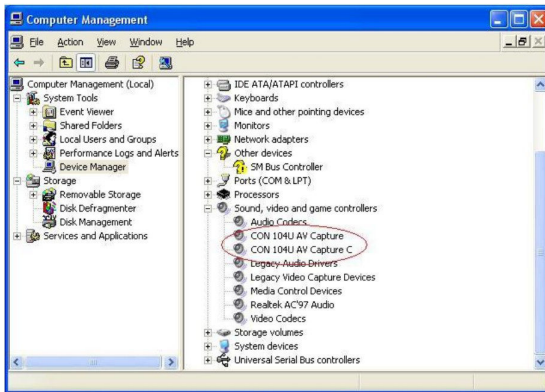 Computer Management
File Action View Window Help
Computer Management (Local)
System Tools
Event Viewer
Shared Folders
Local Users and Groups
Performance Logs and Alerts
Device Manager
Storage
Removable Storage
Disk Defragmenter
Disk Management
Services and Applications
IDE ATA/ATAPI controllers
Keyboards
Mice and other pointing devices
Monitors
Network adapters
Other devices
SM Bus Controller
Ports (COM & LPT)
Processors
Sound, video and game controllers
Audio Codecs
CON 104U AV Capture
CON 104U AV Capture C
Legacy Audio Drivers
Legacy Video Capture Devices
Media Control Devices
Realtek AC'97 Audio
Video Codecs
Storage volumes
System devices
Universal Serial Bus controllers